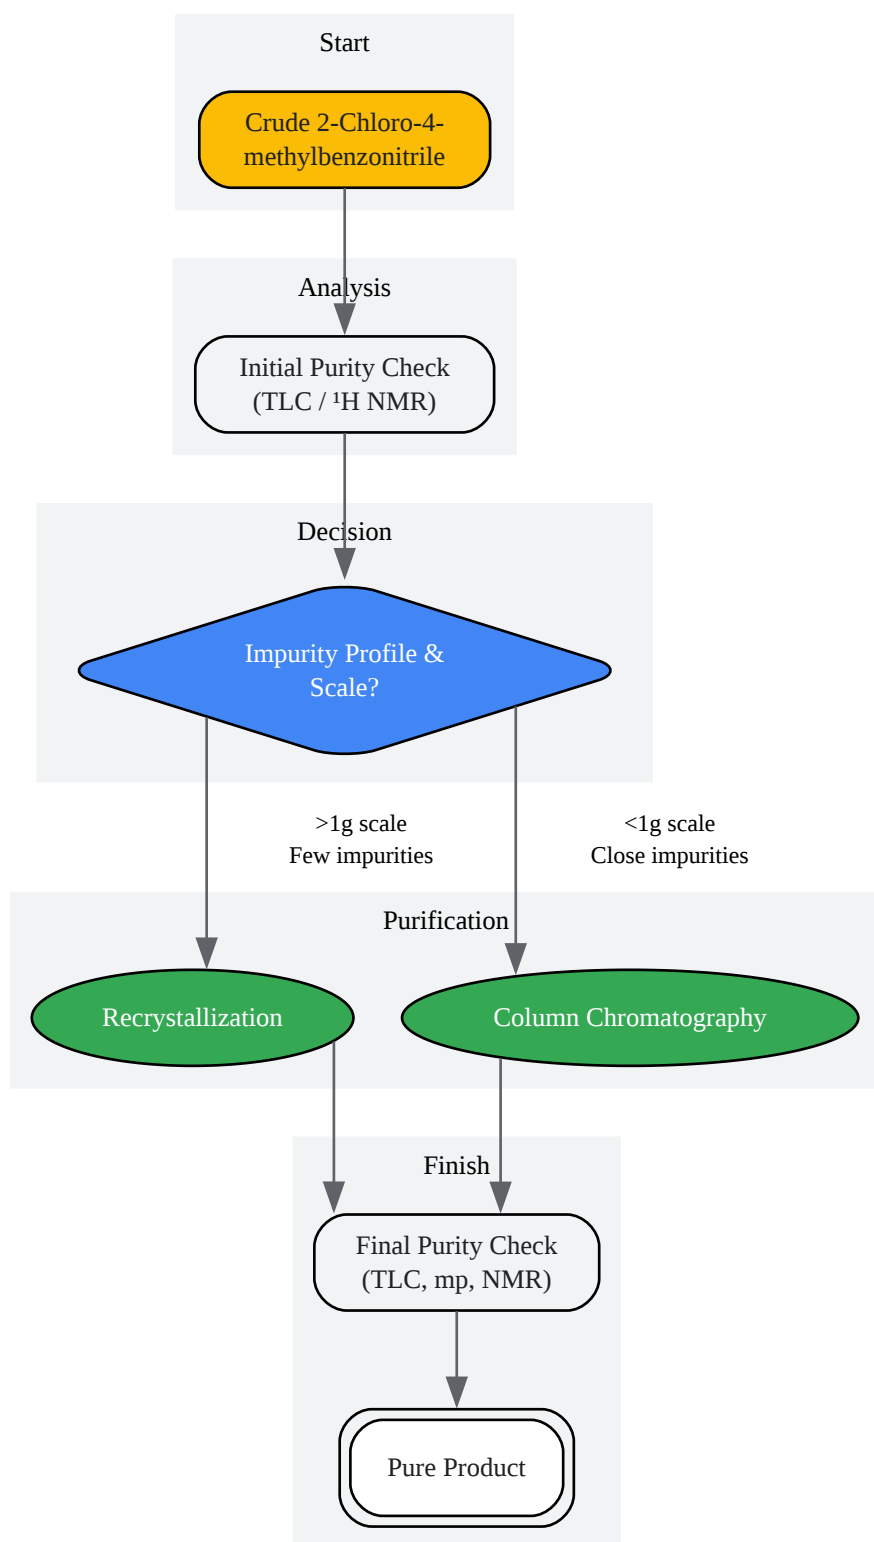 Start
Crude 2-Chloro-4-
methylbenzonitrile
Analysis
Initial Purity Check
(TLC / ¹H NMR)
Decision
Impurity Profile &
Scale?
>1g scale
Few impurities
<1g scale
Close impurities
Purification
Recrystallization
Column Chromatography
Finish
Final Purity Check
(TLC, mp, NMR)
Pure Product